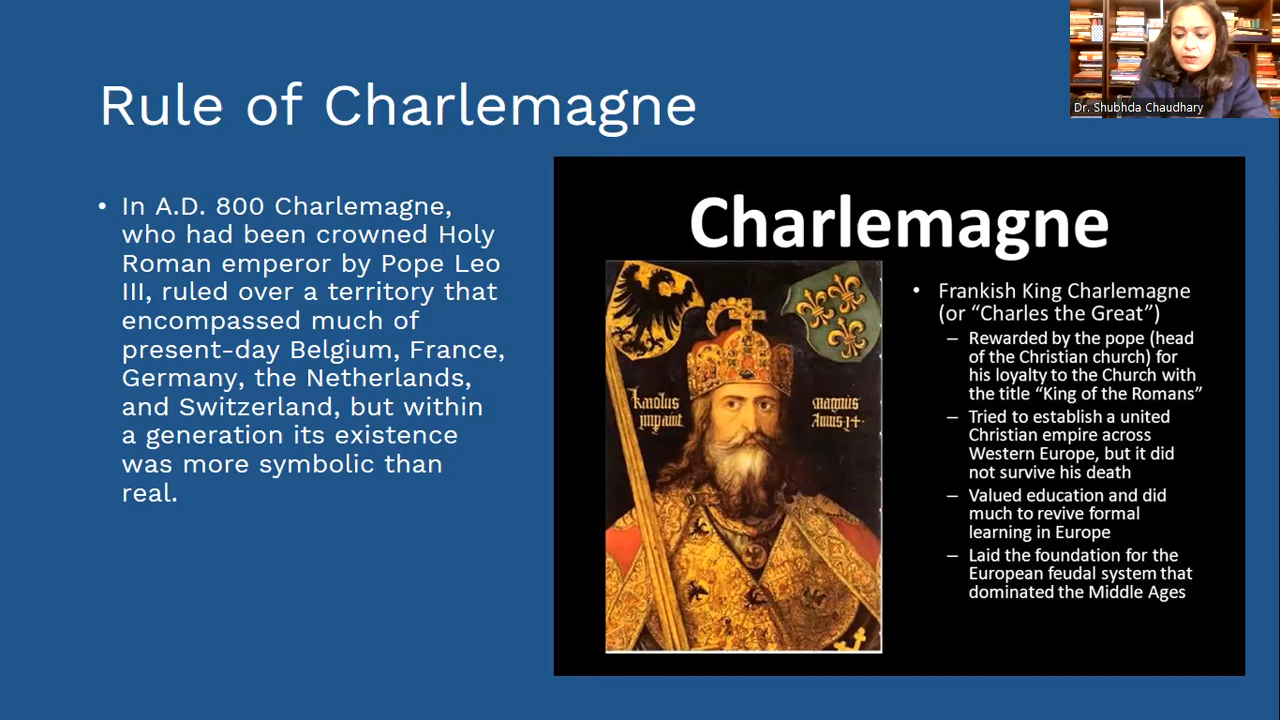 Rule of Charlemagne
Dr. Shubhda Chaudhary
• In A.D. 800 Charlemagne,
who had been crowned Holy
Roman emperor by Pope Leo
III, ruled over a territory that
encompassed much of
present-day Belgium, France,
Germany, the Netherlands,
and Switzerland, but within
a generation its existence
was more symbolic than
real.
Charlemagne
• Frankish King Charlemagne
(or “Charles the Great”)
– Rewarded by the pope (head
of the Christian church) for
his loyalty to the Church with
the title “King of the Romans”
– Tried to establish a united
Christian empire across
Western Europe, but it did
not survive his death
– Valued education and did
much to revive formal
learning in Europe
– Laid the foundation for the
European feudal system that
dominated the Middle Ages
magnus